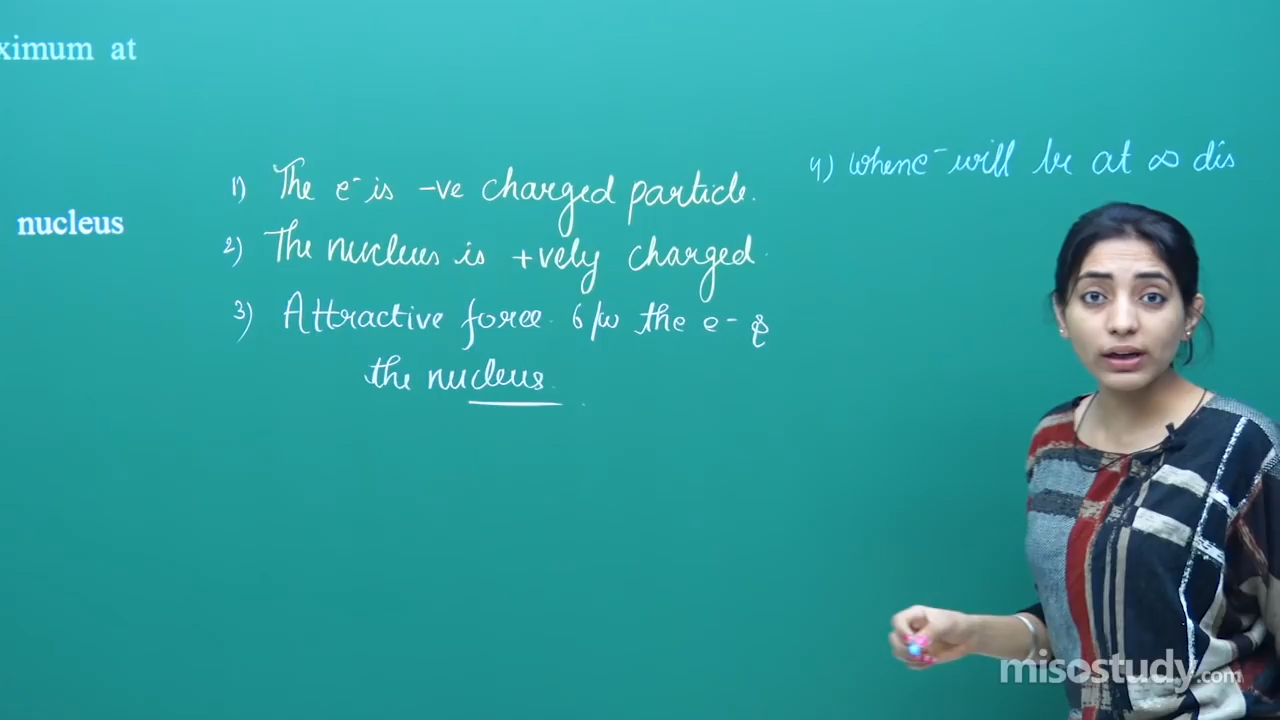 ximum at
nucleus
1) The e- is -ve charged particle.
2) The nucleus is +vely charged.
3) Attractive force b/w the e- &
the nucleus.
4) When e- will be at ∞ dis
misostudy.com